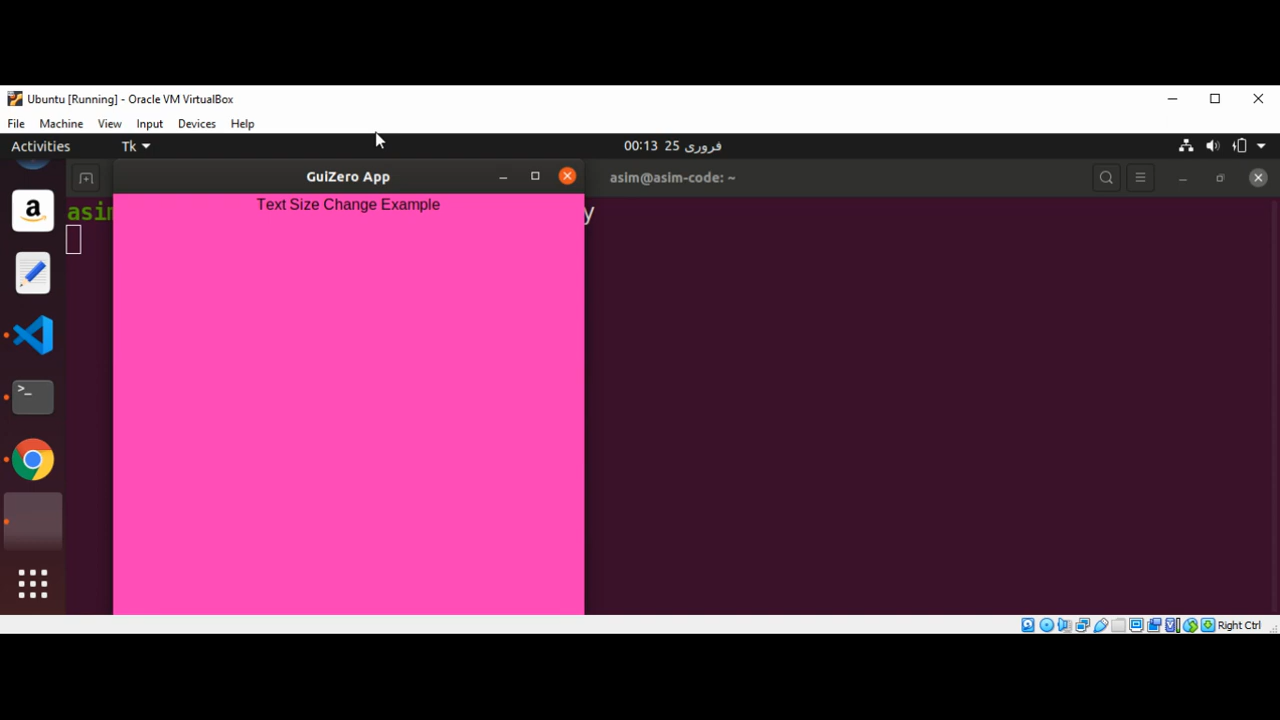 Ubuntu [Running] - Oracle VM VirtualBox
File Machine View Input Devices Help
Activities Tk 00:13 25 فروری
GuiZero App
asim@asim-code: ~
Text Size Change Example
asim y
Right Ctrl